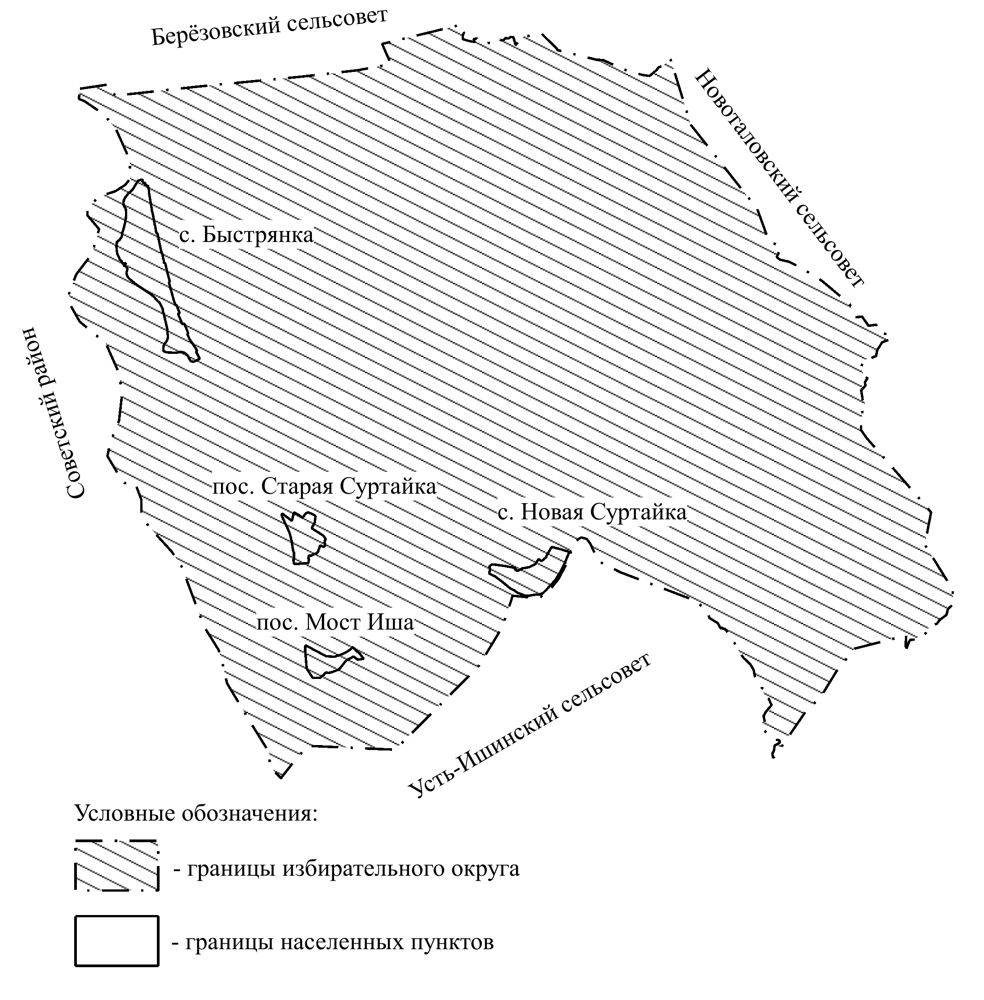 Берёзовский сельсовет
Новоталовский сельсовет
с. Быстрянка
Советский район
пос. Старая Суртайка
с. Новая Суртайка
пос. Мост Иша
Усть-Ишинский сельсовет
Условные обозначения:
- границы избирательного округа
- границы населенных пунктов